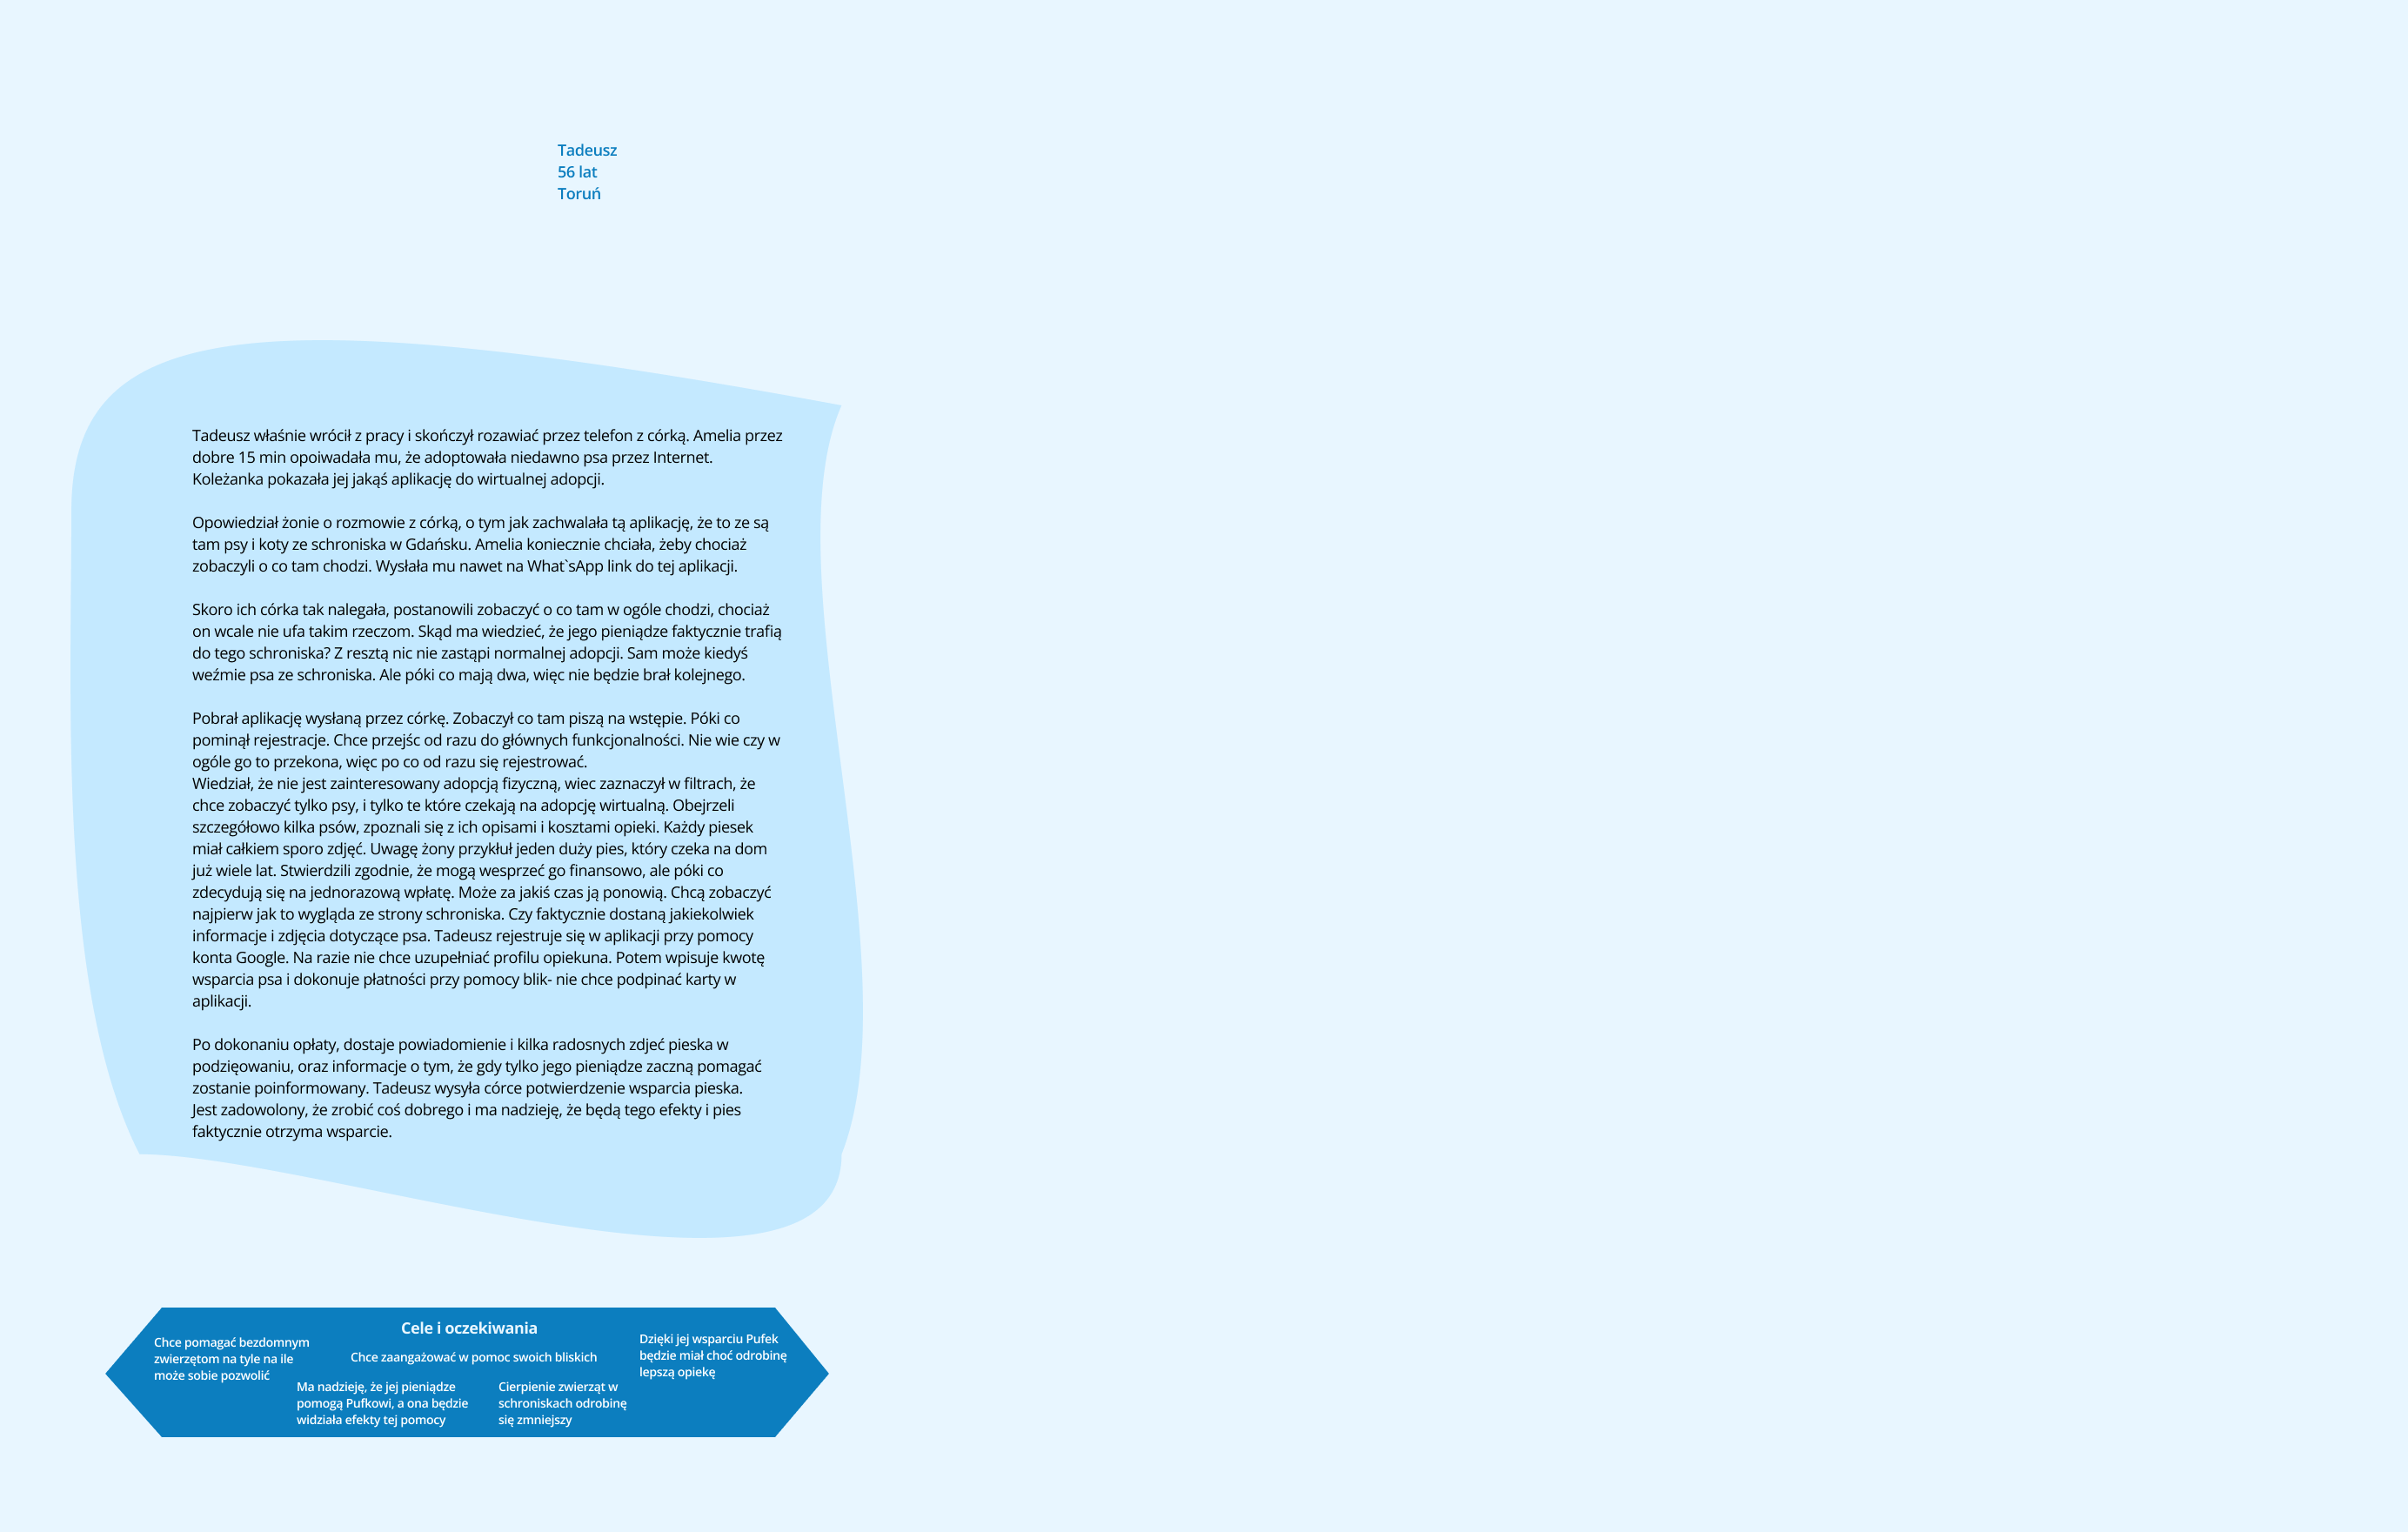 Tadeusz
56 lat
Toruń
Tadeusz właśnie wrócił z pracy i skończył rozawiać przez telefon z córką. Amelia przez
dobre 15 min opoiwadała mu, że adoptowała niedawno psa przez Internet.
Koleżanka pokazała jej jakąś aplikację do wirtualnej adopcji.
Opowiedział żonie o rozmowie z córką, o tym jak zachwalała tą aplikację, że to ze są
tam psy i koty ze schroniska w Gdańsku. Amelia koniecznie chciała, żeby chociaż
zobaczyli o co tam chodzi. Wysłała mu nawet na What`sApp link do tej aplikacji.
Skoro ich córka tak nalegała, postanowili zobaczyć o co tam w ogóle chodzi, chociaż
on wcale nie ufa takim rzeczom. Skąd ma wiedzieć, że jego pieniądze faktycznie trafią
do tego schroniska? Z resztą nic nie zastąpi normalnej adopcji. Sam może kiedyś
weźmie psa ze schroniska. Ale póki co mają dwa, więc nie będzie brał kolejnego.
Pobrał aplikację wysłaną przez córkę. Zobaczył co tam piszą na wstępie. Póki co
pominął rejestracje. Chce przejśc od razu do głównych funkcjonalności. Nie wie czy w
ogóle go to przekona, więc po co od razu się rejestrować.
Wiedział, że nie jest zainteresowany adopcją fizyczną, wiec zaznaczył w filtrach, że
chce zobaczyć tylko psy, i tylko te które czekają na adopcję wirtualną. Obejrzeli
szczegółowo kilka psów, zpoznali się z ich opisami i kosztami opieki. Każdy piesek
miał całkiem sporo zdjęć. Uwagę żony przykłuł jeden duży pies, który czeka na dom
już wiele lat. Stwierdzili zgodnie, że mogą wesprzeć go finansowo, ale póki co
zdecydują się na jednorazową wpłatę. Może za jakiś czas ją ponowią. Chcą zobaczyć
najpierw jak to wygląda ze strony schroniska. Czy faktycznie dostaną jakiekolwiek
informacje i zdjęcia dotyczące psa. Tadeusz rejestruje się w aplikacji przy pomocy
konta Google. Na razie nie chce uzupełniać profilu opiekuna. Potem wpisuje kwotę
wsparcia psa i dokonuje płatności przy pomocy blik- nie chce podpinać karty w
aplikacji.
Po dokonaniu opłaty, dostaje powiadomienie i kilka radosnych zdjeć pieska w
podzięowaniu, oraz informacje o tym, że gdy tylko jego pieniądze zaczną pomagać
zostanie poinformowany. Tadeusz wysyła córce potwierdzenie wsparcia pieska.
Jest zadowolony, że zrobić coś dobrego i ma nadzieję, że będą tego efekty i pies
faktycznie otrzyma wsparcie.
Cele i oczekiwania
Chce pomagać bezdomnym
zwierzętom na tyle na ile
może sobie pozwolić
Chce zaangażować w pomoc swoich bliskich
Dzięki jej wsparciu Pufek
będzie miał choć odrobinę
lepszą opiekę
Ma nadzieję, że jej pieniądze
pomogą Pufkowi, a ona będzie
widziała efekty tej pomocy
Cierpienie zwierząt w
schroniskach odrobinę
się zmniejszy